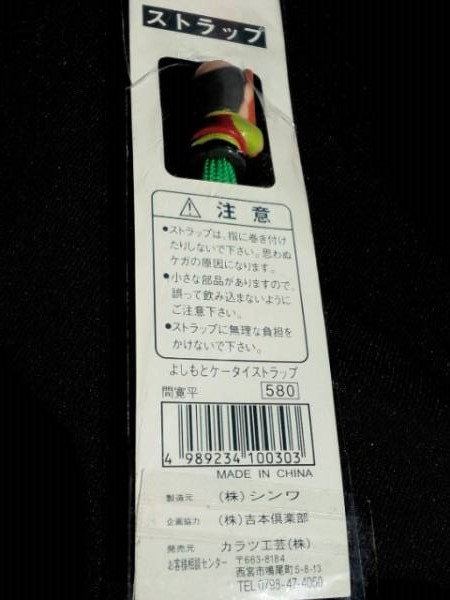 ストラップ
⚠ 注意
●ストラップは、指に巻き付け
たりしないで下さい。思わぬ
ケガの原因になります。
●小さな部品がありますので、
誤って飲み込まないように
ご注意下さい。
●ストラップに無理な負担を
かけないで下さい。
よしもとケータイストラップ
間寛平 580
4 989234 100303
MADE IN CHINA
製造元 (株)シンワ
企画協力 (株)吉本倶楽部
発売元 カラツ工芸(株)
お客様相談センター 〒663-8184
西宮市鳴尾町5-8-13
TEL0798-47-4050